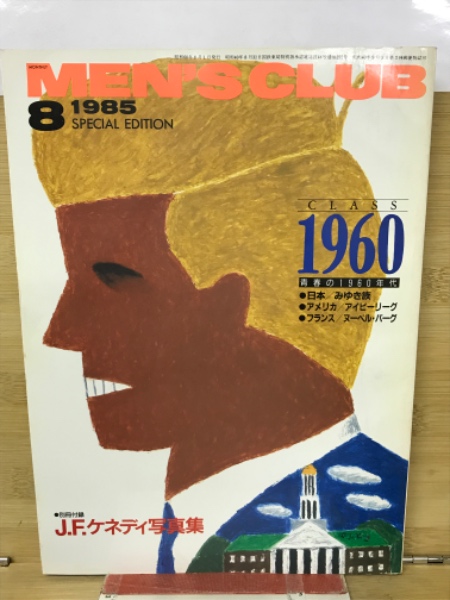 MONTHLY
MEN'S CLUB
8 1985
SPECIAL EDITION
CLASS
1960
青春の1960年代
●日本/みゆき族
●アメリカ/アイビーリーグ
●フランス/ヌーベル・バーグ
●別冊付録
J.F.ケネディ写真集